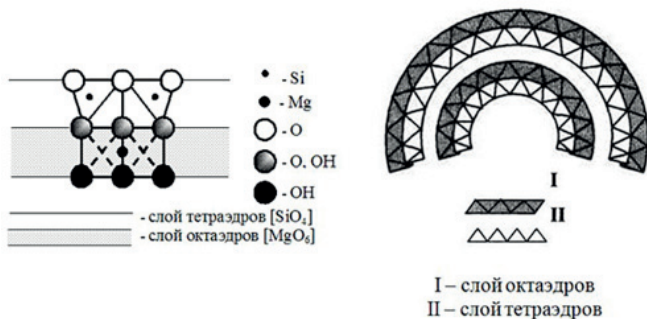 - Si
- Mg
- O
- O, OH
- OH
- слой тетраэдров [SiO₄]
- слой октаэдров [MgO₆]
I
II
I – слой октаэдров
II – слой тетраэдров